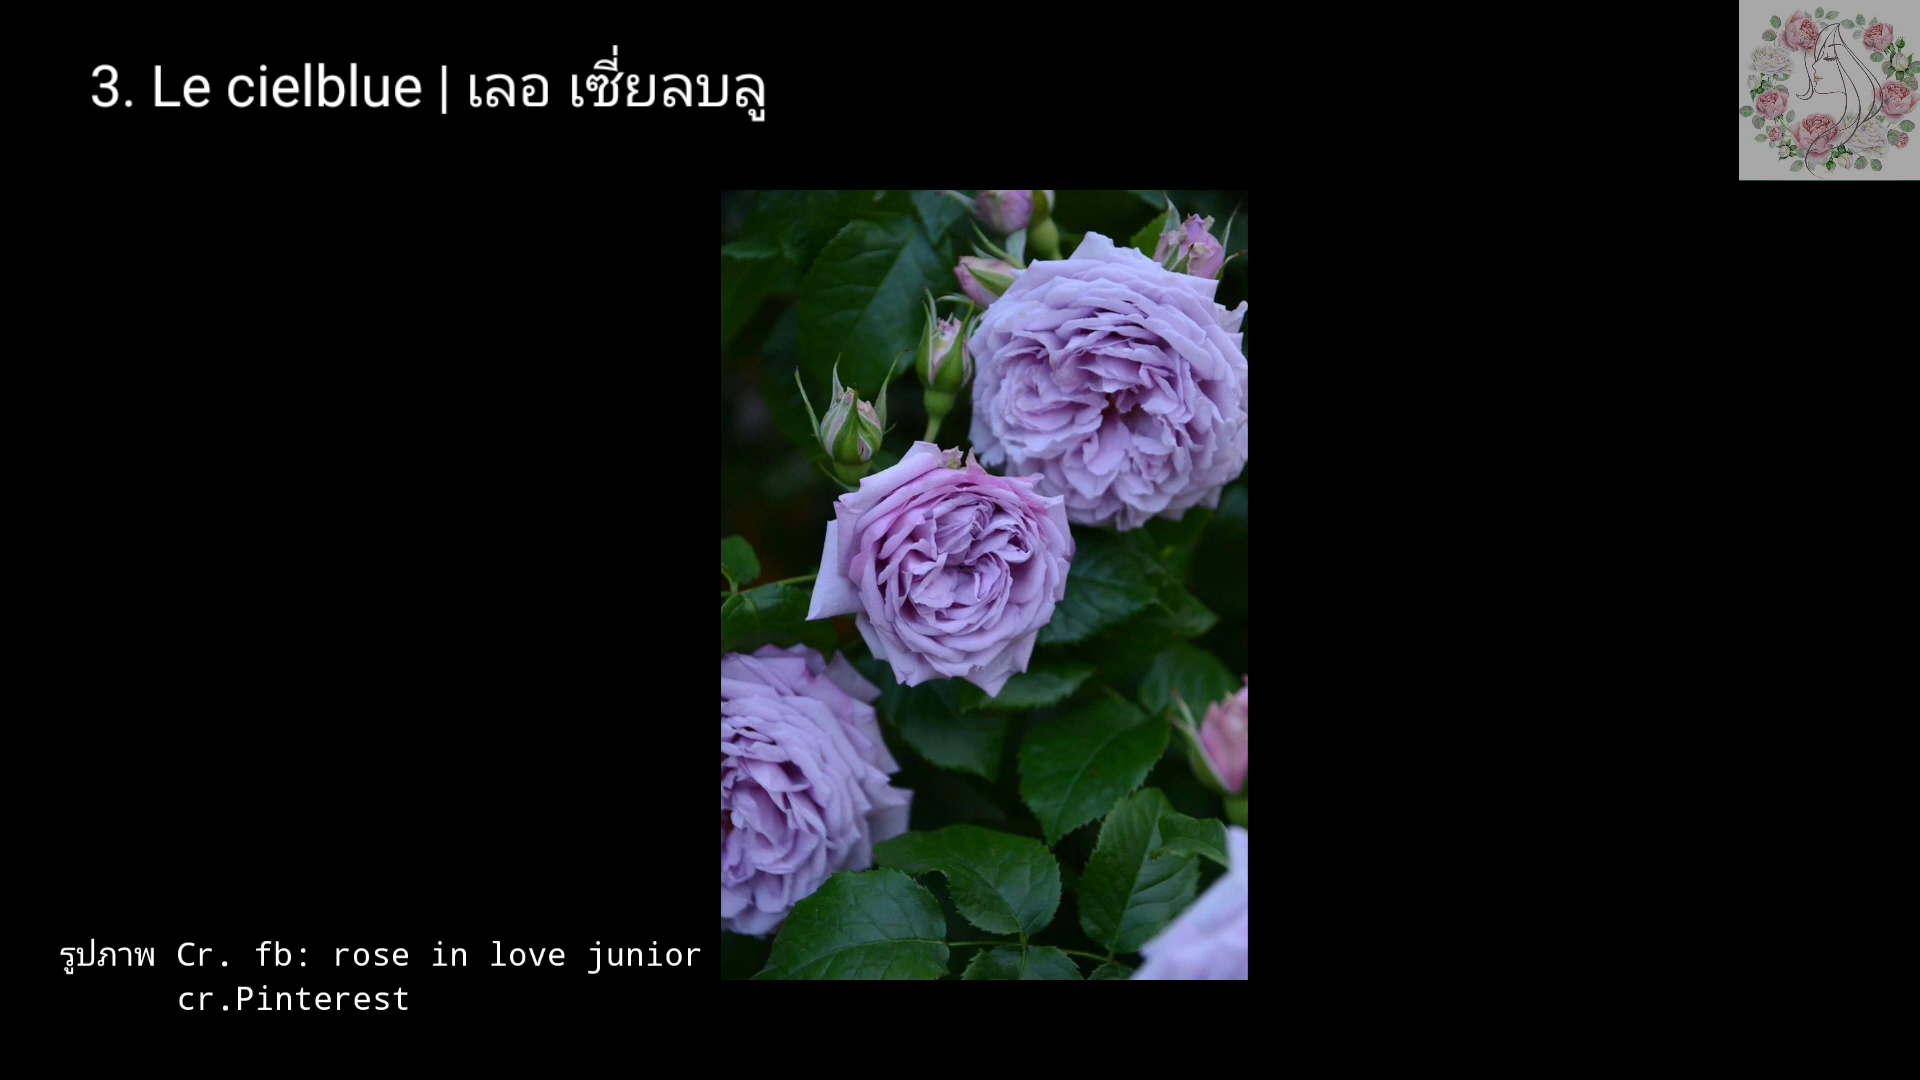 3. Le cielblue | เลอ เซี่ยลบลู
รูปภาพ Cr. fb: rose in love junior
cr.Pinterest